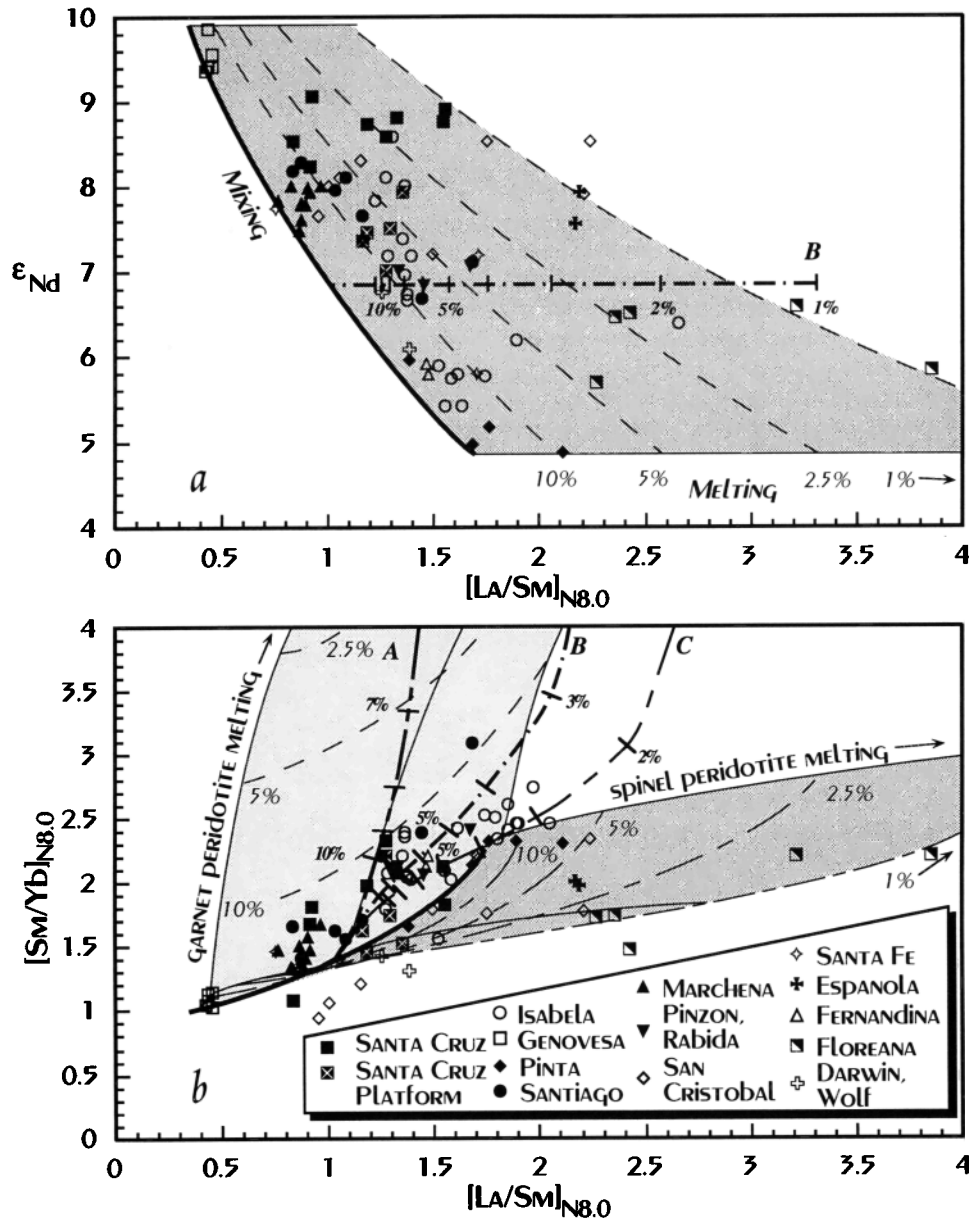 a
10
9
8
7
6
5
4
εNd
Mixing
B
10% 5% 2% 1%
10% 5% 2.5% 1%
Melting
0 0.5 1 1.5 2 2.5 3 3.5 4
[La/Sm]N8.0
b
4
3.5
3
2.5
2
1.5
1
0.5
0
[Sm/Yb]N8.0
Garnet peridotite melting
2.5%
5%
10%
A
7%
10%
B
3%
5%
C
2%
5%
Spinel peridotite melting
2.5%
5%
10%
1%
Santa Cruz
Santa Cruz Platform
Isabela
Genovesa
Pinta
Santiago
Marchena
Pinzon, Rabida
San Cristobal
Santa Fe
Espanola
Fernandina
Floreana
Darwin, Wolf
0 0.5 1 1.5 2 2.5 3 3.5 4
[La/Sm]N8.0